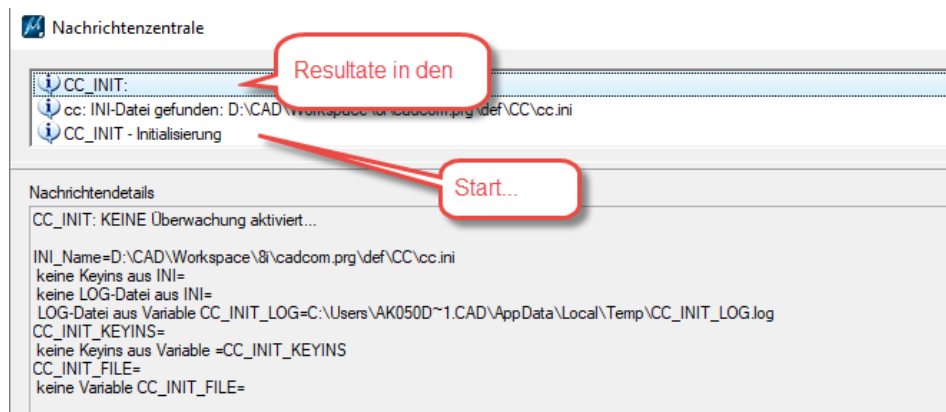 Nachrichtenzentrale
Resultate in den
CC_INIT:
cc: INI-Datei gefunden: D:\CAD\Workspace\8i\cadcom.prg\def\CC\cc.ini
CC_INIT - Initialisierung
Start...
Nachrichtendetails
CC_INIT: KEINE Überwachung aktiviert...
INI_Name=D:\CAD\Workspace\8i\cadcom.prg\def\CC\cc.ini
keine Keyins aus INI=
keine LOG-Datei aus INI=
LOG-Datei aus Variable CC_INIT_LOG=C:\Users\AK050D~1.CAD\AppData\Local\Temp\CC_INIT_LOG.log
CC_INIT_KEYINS=
keine Keyins aus Variable =CC_INIT_KEYINS
CC_INIT_FILE=
keine Variable CC_INIT_FILE=